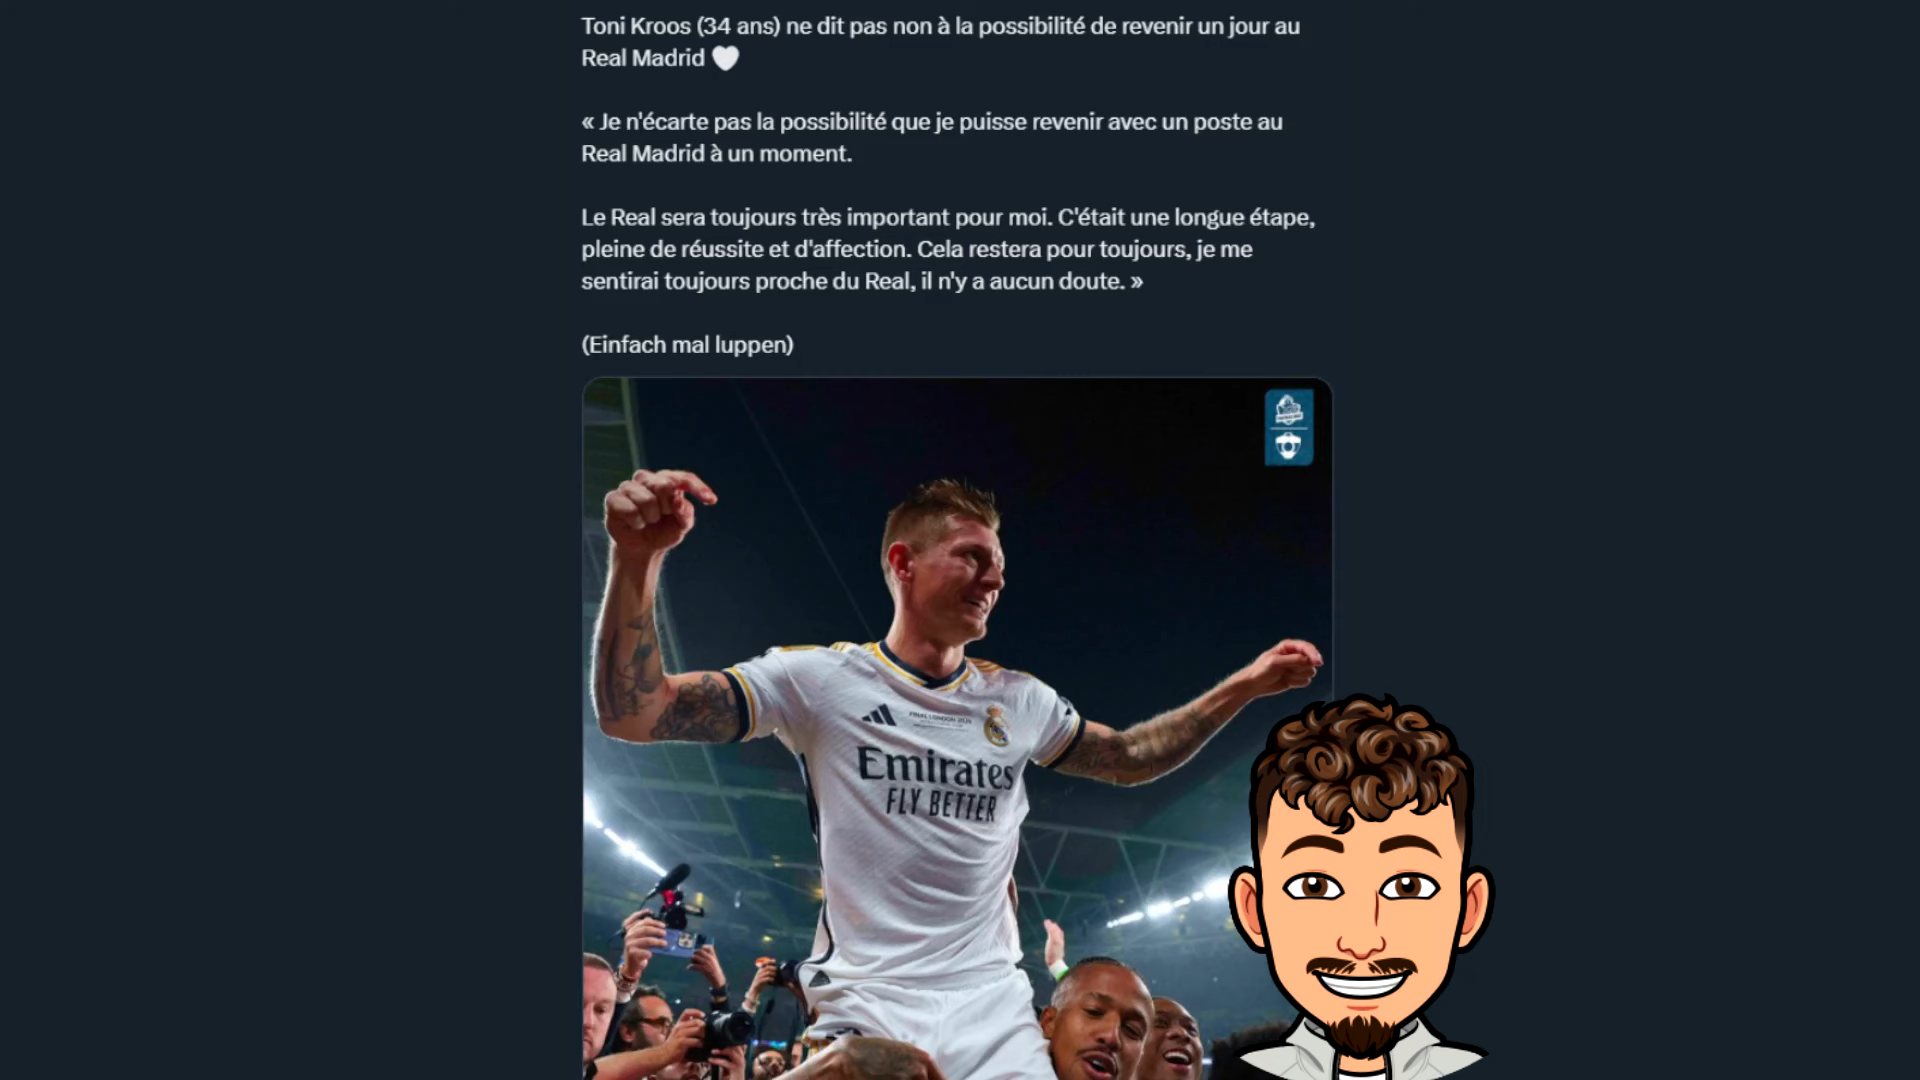 Toni Kroos (34 ans) ne dit pas non à la possibilité de revenir un jour au
Real Madrid 🤍
« Je n'écarte pas la possibilité que je puisse revenir avec un poste au
Real Madrid à un moment.
Le Real sera toujours très important pour moi. C'était une longue étape,
pleine de réussite et d'affection. Cela restera pour toujours, je me
sentirai toujours proche du Real, il n'y a aucun doute. »
(Einfach mal luppen)
FINAL LONDON 2024
Emirates
FLY BETTER